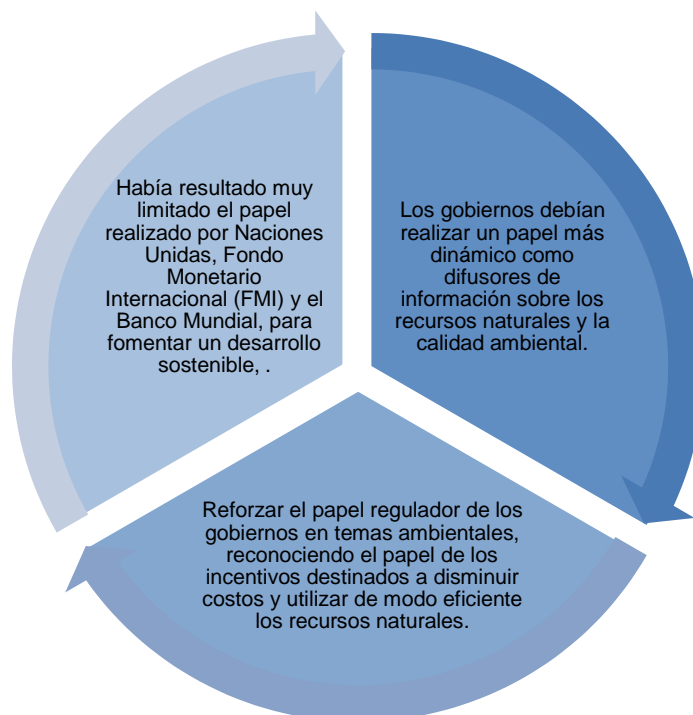 Había resultado muy
limitado el papel
realizado por Naciones
Unidas, Fondo
Monetario
Internacional (FMI) y el
Banco Mundial, para
fomentar un desarrollo
sostenible, .
Los gobiernos debían
realizar un papel más
dinámico como
difusores de
información sobre los
recursos naturales y la
calidad ambiental.
Reforzar el papel regulador de los
gobiernos en temas ambientales,
reconociendo el papel de los
incentivos destinados a disminuir
costos y utilizar de modo eficiente
los recursos naturales.